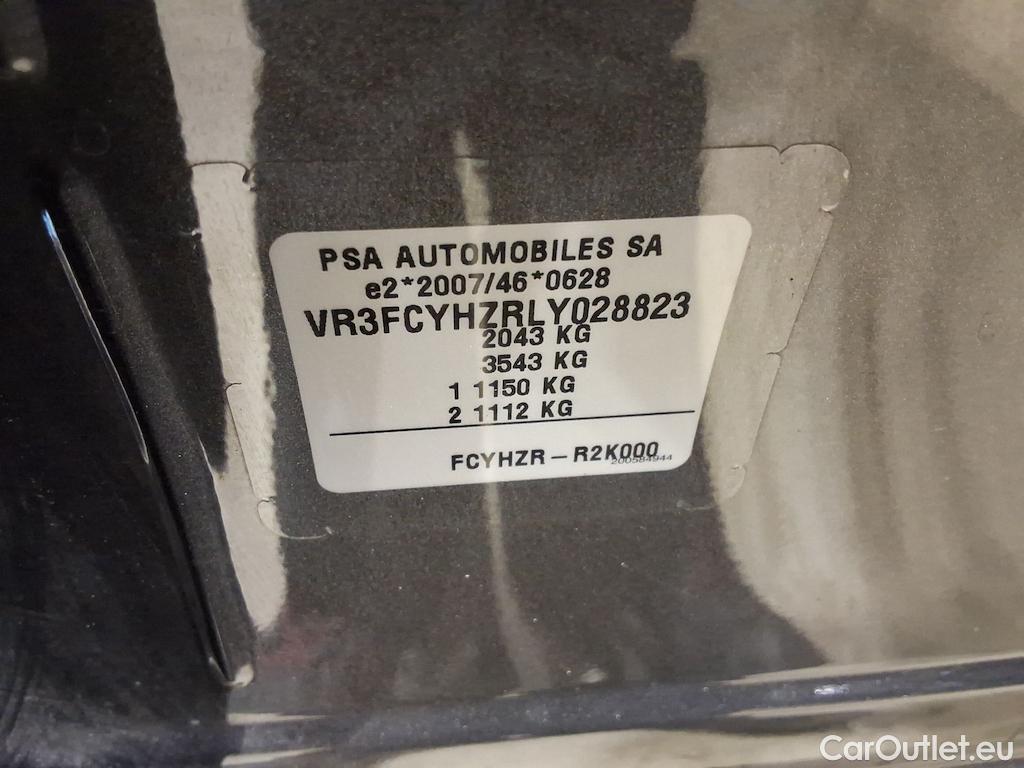 PSA AUTOMOBILES SA
e2*2007/46*0628
VR3FCYHZRLY028823
2043 KG
3543 KG
1 1150 KG
2 1112 KG
FCYHZR – R2K000
200584944
CarOutlet.eu